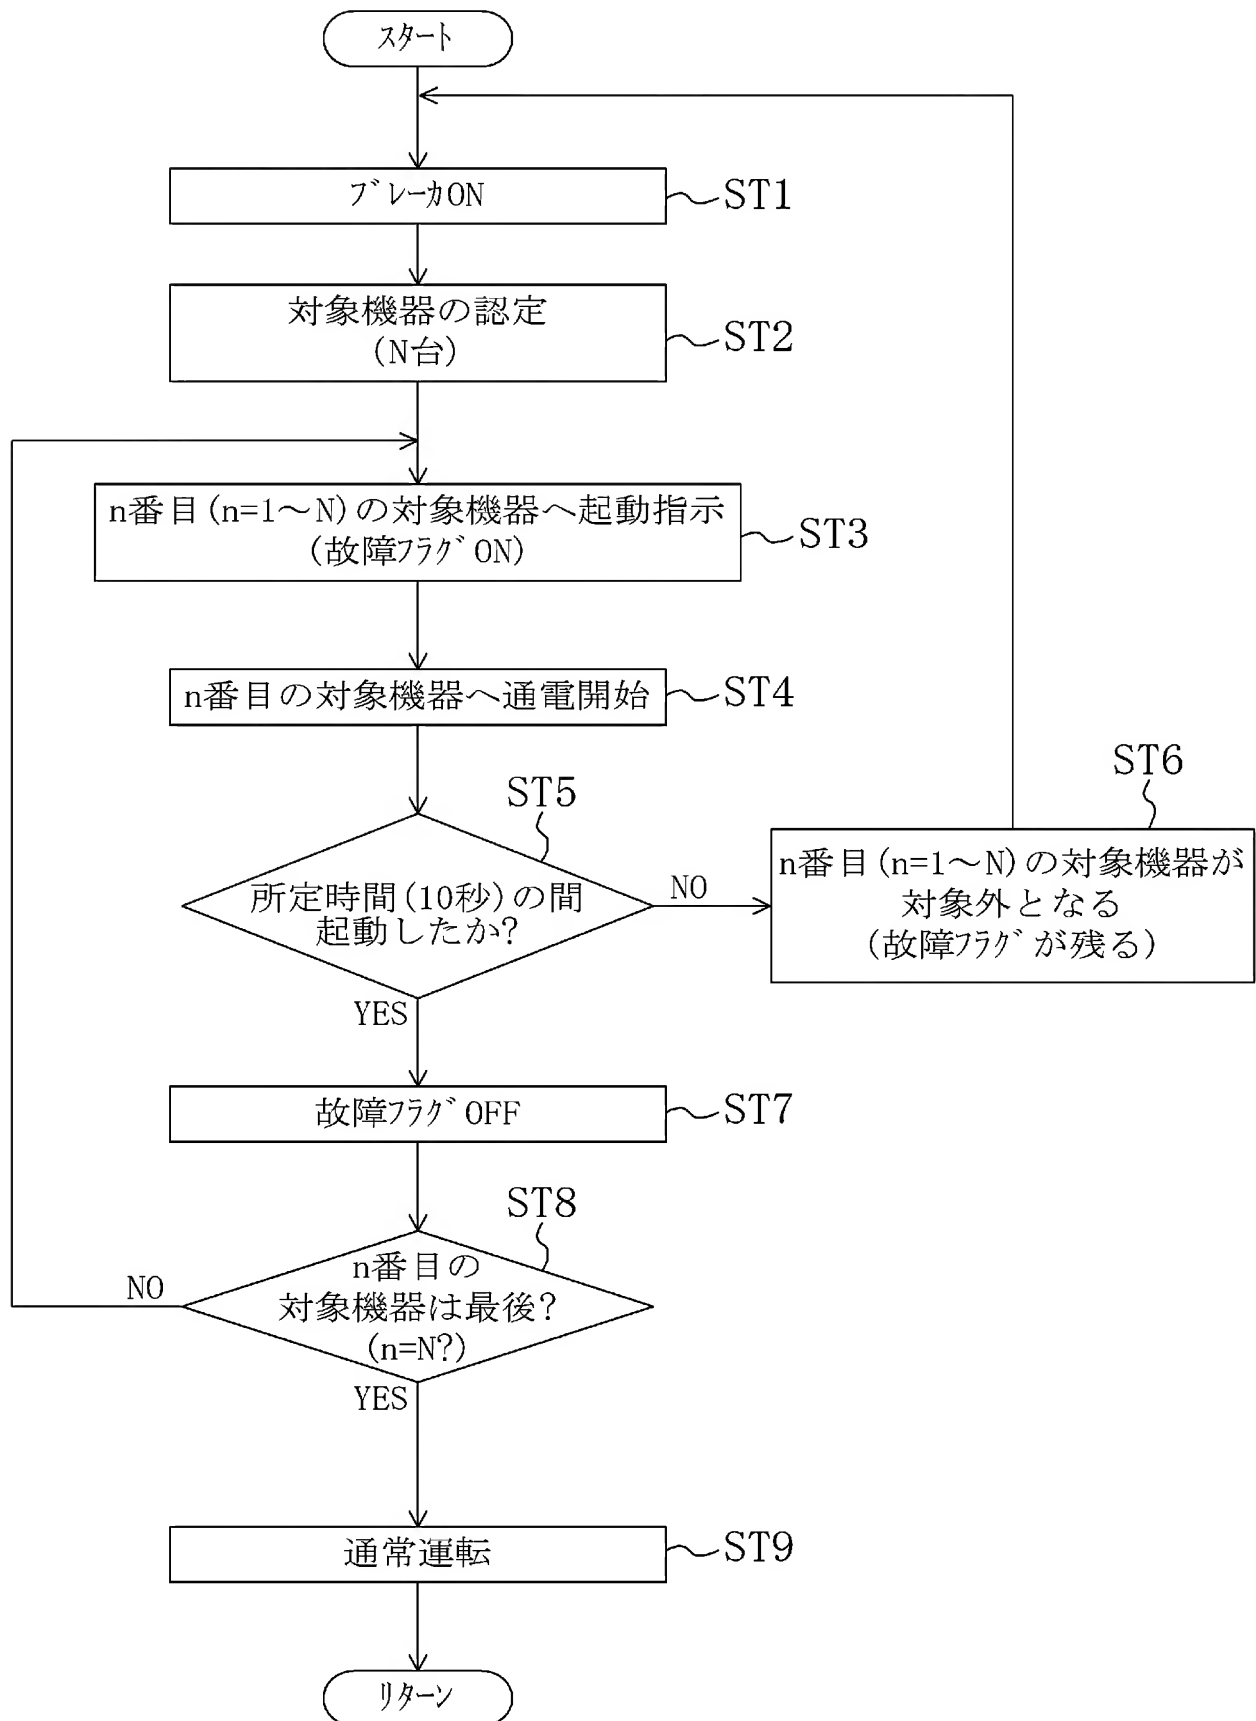 スタート
ブレーカON
ST1
対象機器の認定
(N台)
ST2
n番目(n=1～N)の対象機器へ起動指示
(故障フラグON)
ST3
n番目の対象機器へ通電開始
ST4
ST5
所定時間(10秒)の間
起動したか?
NO
YES
ST6
n番目(n=1～N)の対象機器が
対象外となる
(故障フラグが残る)
故障フラグOFF
ST7
ST8
n番目の
対象機器は最後?
(n=N?)
NO
YES
通常運転
ST9
リターン